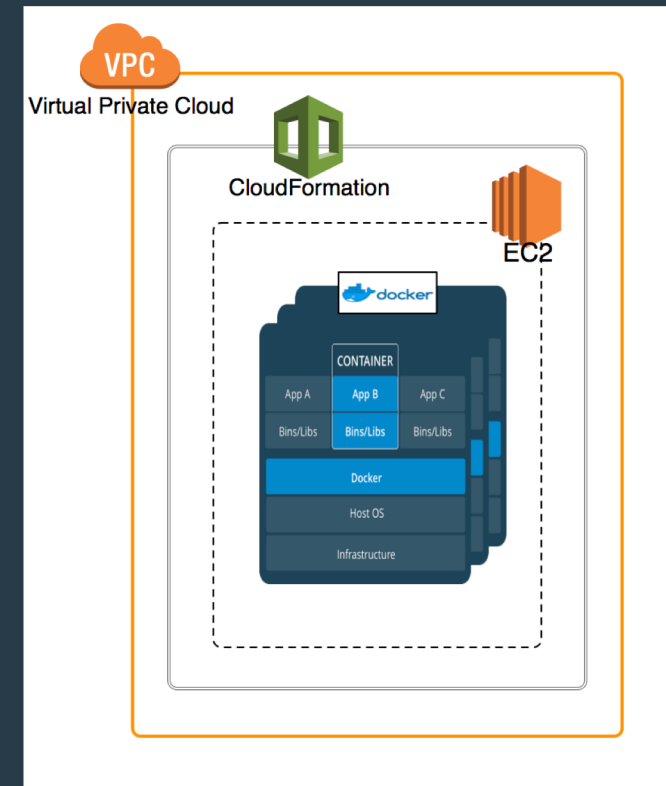 VPC
Virtual Private Cloud
CloudFormation
EC2
docker
CONTAINER
App A App B App C
Bins/Libs Bins/Libs Bins/Libs
Docker
Host OS
Infrastructure